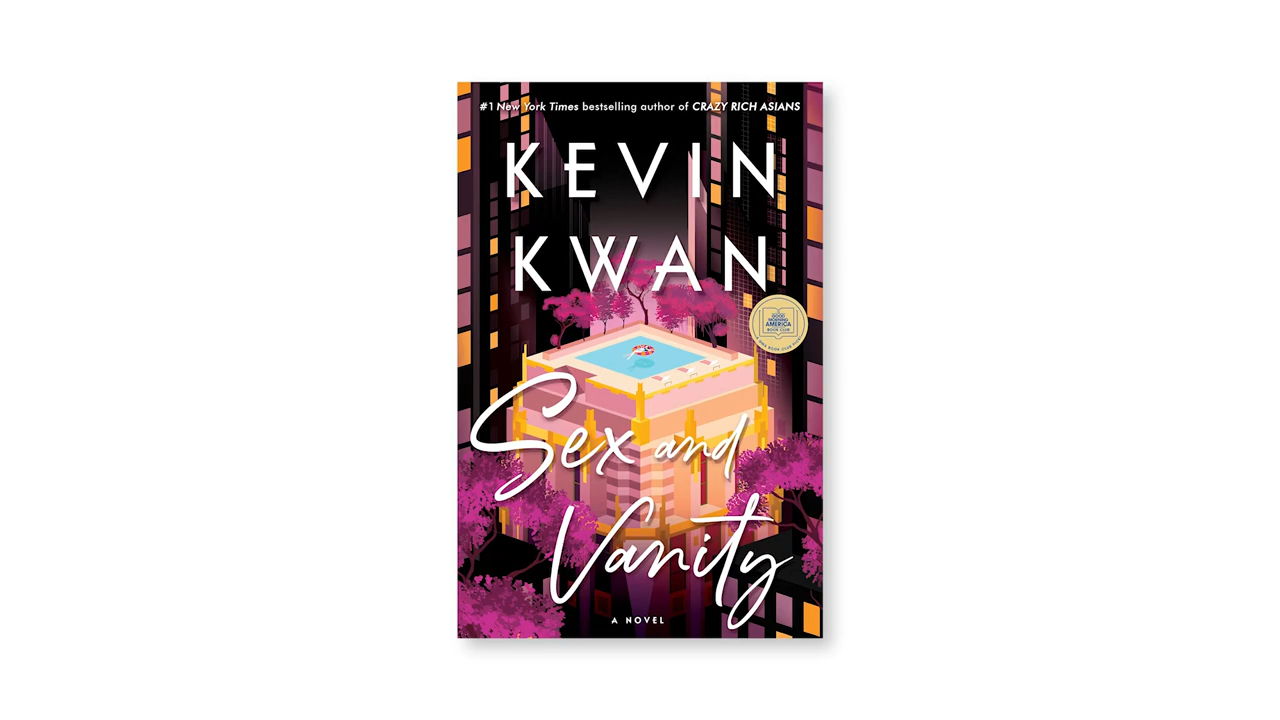 #1 New York Times bestselling author of CRAZY RICH ASIANS
KEVIN
KWAN
GOOD
MORNING
AMERICA
BOOK CLUB
Sex and
Vanity
A NOVEL